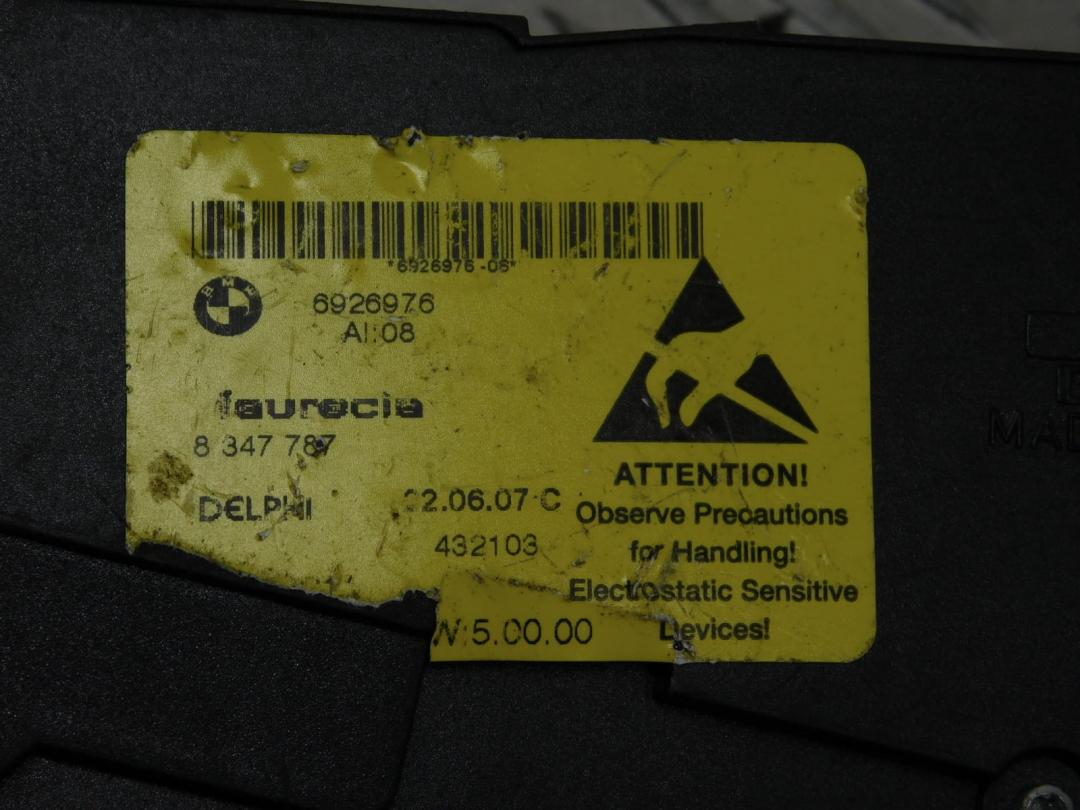 *6926976-06*
BMW
6926976
AI:08
faurecia
8 347 787
DELPHI
22.06.07 C
432103
W:5.00.00
ATTENTION!
Observe Precautions
for Handling!
Electrostatic Sensitive
Devices!